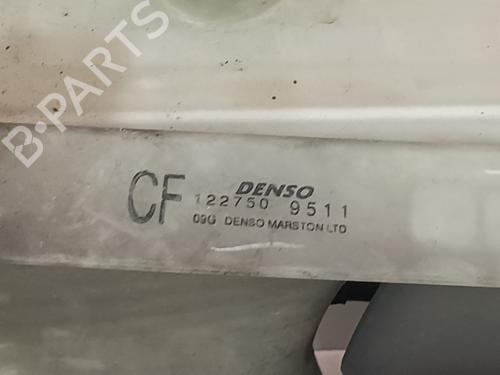 B-PARTS
CF
DENSO
122750 9511
09G DENSO MARSTON LTD